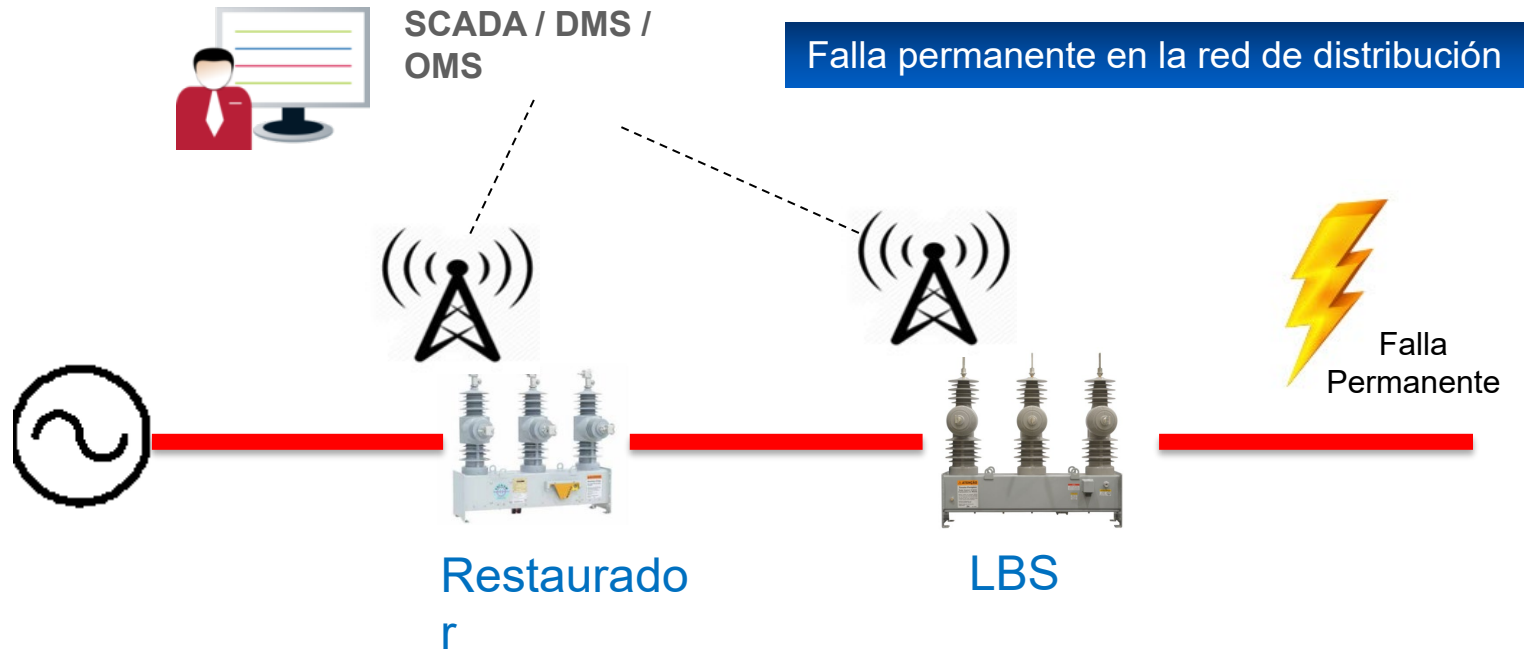 SCADA / DMS /
OMS
Falla permanente en la red de distribución
Falla
Permanente
Restaurado
r
LBS